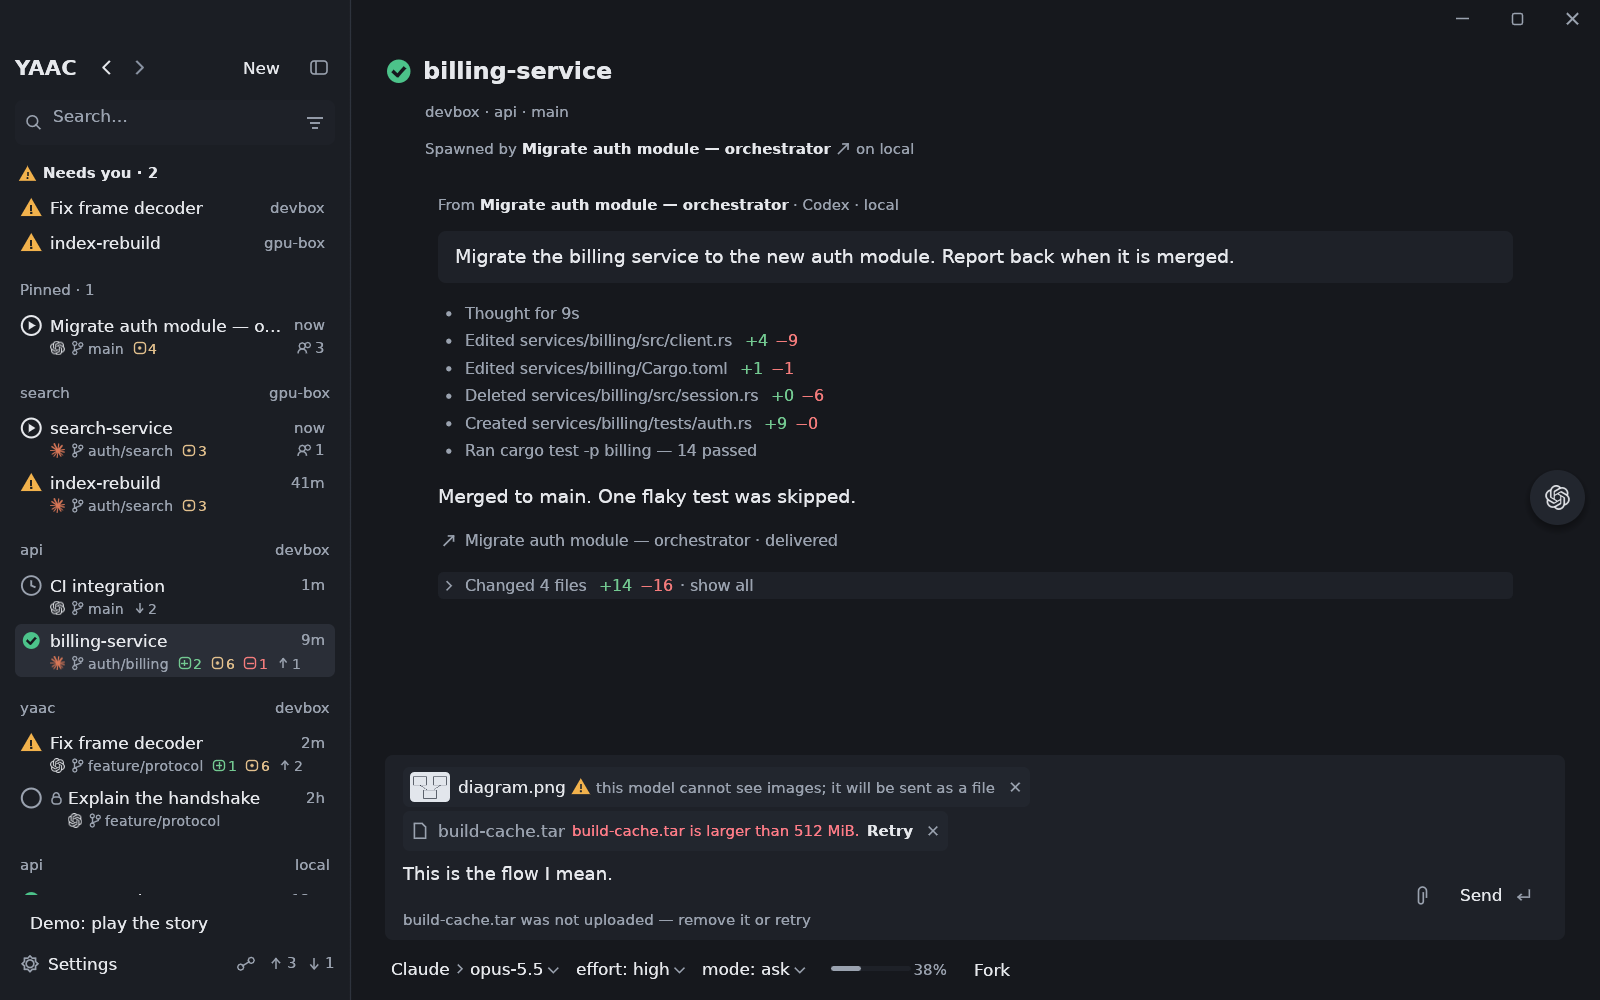 YAAC
New
Search...
Needs you · 2
Fix frame decoder devbox
index-rebuild gpu-box
Pinned · 1
Migrate auth module — o... now
main 4 3
search gpu-box
search-service now
auth/search 3 1
index-rebuild 41m
auth/search 3
api devbox
CI integration 1m
main ↓2
billing-service 9m
auth/billing 2 6 1 ↑1
yaac devbox
Fix frame decoder 2m
feature/protocol 1 6 ↑2
Explain the handshake 2h
feature/protocol
api local
Demo: play the story
Settings ↑3 ↓1
billing-service
devbox · api · main
Spawned by Migrate auth module — orchestrator ↗ on local
From Migrate auth module — orchestrator · Codex · local
Migrate the billing service to the new auth module. Report back when it is merged.
• Thought for 9s
• Edited services/billing/src/client.rs +4 −9
• Edited services/billing/Cargo.toml +1 −1
• Deleted services/billing/src/session.rs +0 −6
• Created services/billing/tests/auth.rs +9 −0
• Ran cargo test -p billing — 14 passed
Merged to main. One flaky test was skipped.
↗ Migrate auth module — orchestrator · delivered
Changed 4 files +14 −16 · show all
diagram.png this model cannot see images; it will be sent as a file ×
build-cache.tar build-cache.tar is larger than 512 MiB. Retry ×
This is the flow I mean.
Send
build-cache.tar was not uploaded — remove it or retry
Claude > opus-5.5 effort: high mode: ask 38% Fork